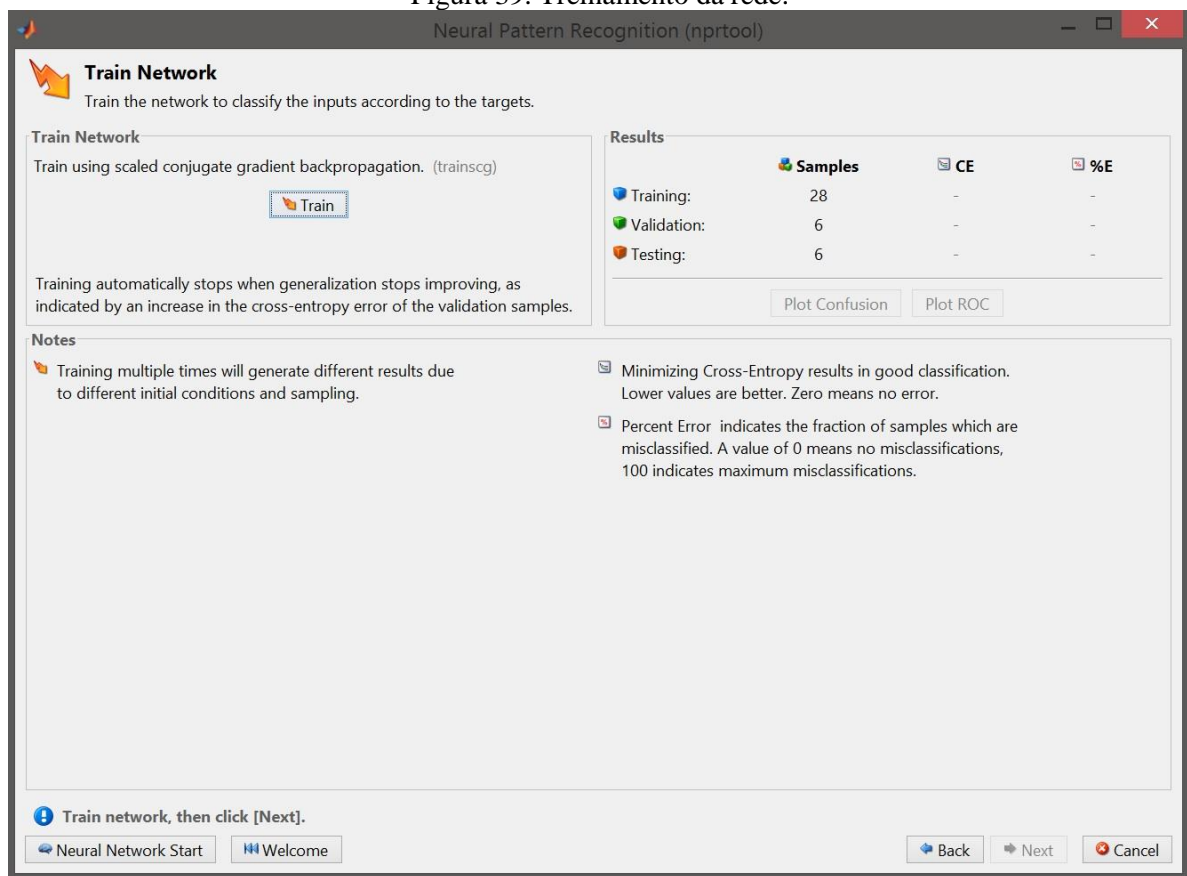 Figura 39: Treinamento da rede.
Neural Pattern Recognition (nprtool)
Train Network
Train the network to classify the inputs according to the targets.
Train Network
Train using scaled conjugate gradient backpropagation. (trainscg)
Train
Training automatically stops when generalization stops improving, as
indicated by an increase in the cross-entropy error of the validation samples.
Results
Samples CE %E
Training: 28 - -
Validation: 6 - -
Testing: 6 - -
Plot Confusion Plot ROC
Notes
Training multiple times will generate different results due
to different initial conditions and sampling.
Minimizing Cross-Entropy results in good classification.
Lower values are better. Zero means no error.
Percent Error indicates the fraction of samples which are
misclassified. A value of 0 means no misclassifications,
100 indicates maximum misclassifications.
Train network, then click [Next].
Neural Network Start Welcome Back Next Cancel